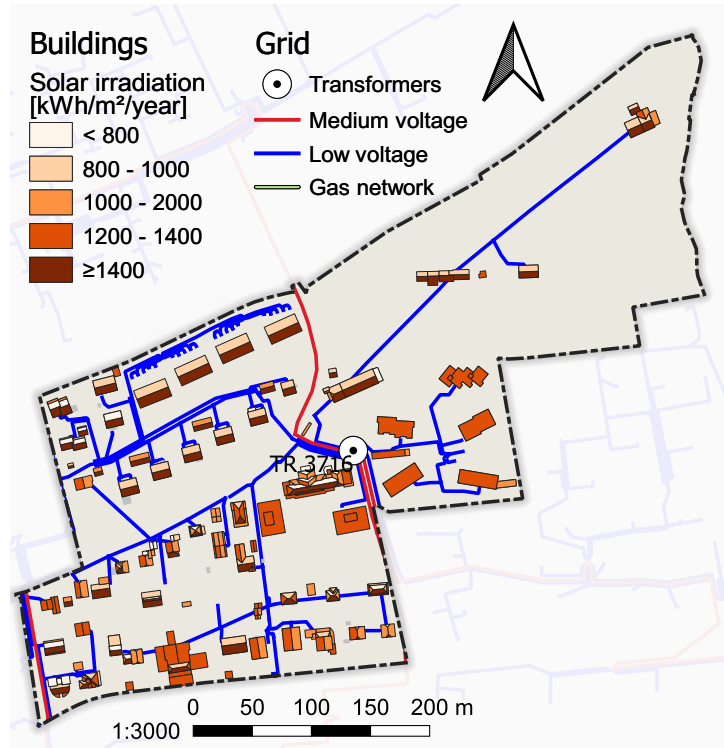 Buildings
Solar irradiation
[kWh/m²/year]
< 800
800 - 1000
1000 - 2000
1200 - 1400
≥1400
Grid
Transformers
Medium voltage
Low voltage
Gas network
TR 3716
0 50 100 150 200 m
1:3000